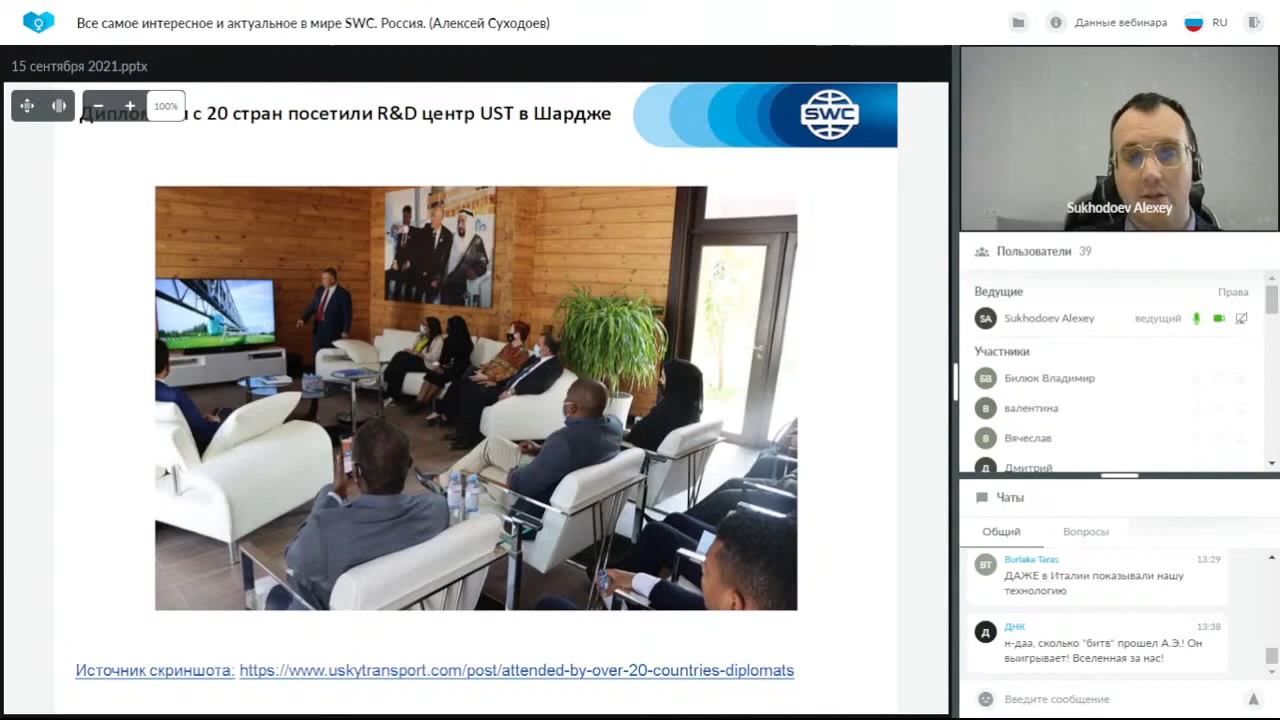 Все самое интересное и актуальное в мире SWC. Россия. (Алексей Суходоев)
Данные вебинара
RU
15 сентября 2021.pptx
100%
с 20 стран посетили R&D центр UST в Шардже
SWC
Источник скриншота: https://www.uskytransport.com/post/attended-by-over-20-countries-diplomats
Sukhodoev Alexey
Пользователи 39
Ведущие Права
SA Sukhodoev Alexey ведущий
Участники
БВ Билюк Владимир
В валентина
В Вячеслав
Д Дмитрий
Чаты
Общий Вопросы
BT Burlaka Taras 13:29
ДАЖЕ в Италии показывали нашу
технологию
Д ДНК 13:38
н-даа, сколько "битв" прошел А.Э.! Он
выигрывает! Вселенная за нас!
Введите сообщение